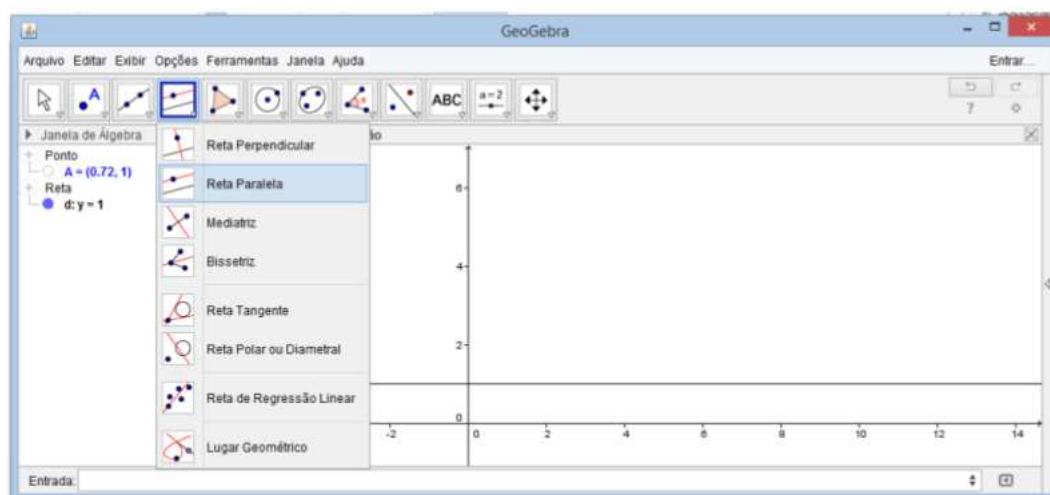 GeoGebra
Arquivo Editar Exibir Opções Ferramentas Janela Ajuda
Entrar...
A
ABC
a=2
?
Janela de Álgebra
ão
Ponto
A = (0.72, 1)
Reta
d: y = 1
Reta Perpendicular
Reta Paralela
Mediatriz
Bissetriz
Reta Tangente
Reta Polar ou Diametral
Reta de Regressão Linear
Lugar Geométrico
6
4
2
0
-2 0 2 4 6 8 10 12 14
Entrada: